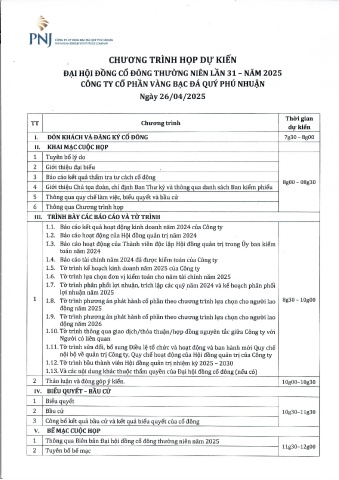 PNJ
CÔNG TY CỔ PHẦN VÀNG BẠC ĐÁ QUÝ PHÚ NHUẬN
CHƯƠNG TRÌNH HỌP DỰ KIẾN
ĐẠI HỘI ĐỒNG CỔ ĐÔNG THƯỜNG NIÊN LẦN 31 – NĂM 2025
CÔNG TY CỔ PHẦN VÀNG BẠC ĐÁ QUÝ PHÚ NHUẬN
Ngày 26/04/2025
TT Chương trình Thời gian
dự kiến
I. ĐÓN KHÁCH VÀ ĐĂNG KÝ CỔ ĐÔNG 7g30 – 8g00
II. KHAI MẠC CUỘC HỌP
1 Tuyên bố lý do
2 Giới thiệu đại biểu
3 Báo cáo kết quả thẩm tra tư cách cổ đông
8g00 – 08g30
4 Giới thiệu Chủ tọa đoàn, chỉ định Ban Thư ký và thông qua danh sách Ban kiểm phiếu
5 Thông qua quy chế làm việc, biểu quyết và bầu cử
6 Thông qua Chương trình họp
III. TRÌNH BÀY CÁC BÁO CÁO VÀ TỜ TRÌNH
1.1. Báo cáo kết quả hoạt động kinh doanh năm 2024 của Công ty
1.2. Báo cáo hoạt động của Hội đồng quản trị năm 2024
1.3. Báo cáo hoạt động của Thành viên độc lập Hội đồng quản trị trong Ủy ban kiểm
toán năm 2024
1.4. Báo cáo tài chính năm 2024 đã được kiểm toán của Công ty
1.5. Tờ trình kế hoạch kinh doanh năm 2025 của Công ty
1.6. Tờ trình lựa chọn đơn vị kiểm toán cho năm tài chính năm 2025
1.7. Tờ trình phân phối lợi nhuận, trích lập các quỹ năm 2024 và kế hoạch phân phối
lợi nhuận năm 2025
1 8g30 – 10g00
1.8. Tờ trình phương án phát hành cổ phần theo chương trình lựa chọn cho người lao
động năm 2025
1.9. Tờ trình phương án phát hành cổ phần theo chương trình lựa chọn cho người lao
động năm 2026
1.10. Tờ trình thông qua giao dịch/thỏa thuận/hợp đồng nguyên tắc giữa Công ty với
Người có liên quan
1.11. Tờ trình sửa đổi, bổ sung Điều lệ tổ chức và hoạt động và ban hành mới Quy chế
nội bộ về quản trị Công ty, Quy chế hoạt động của Hội đồng quản trị của Công ty
1.12. Tờ trình bầu thành viên Hội đồng quản trị nhiệm kỳ 2025 – 2030
1.13. Và các nội dung khác thuộc thẩm quyền của Đại hội đồng cổ đông (nếu có)
2 Thảo luận và đóng góp ý kiến. 10g00–10g30
IV. BIỂU QUYẾT – BẦU CỬ
1 Biểu quyết
2 Bầu cử 10g30–11g30
3 Công bố kết quả bầu cử và kết quả biểu quyết của cổ đông
V. BẾ MẠC CUỘC HỌP
1 Thông qua Biên bản Đại hội đồng cổ đông thường niên năm 2025
11g30–12g00
2 Tuyên bố bế mạc